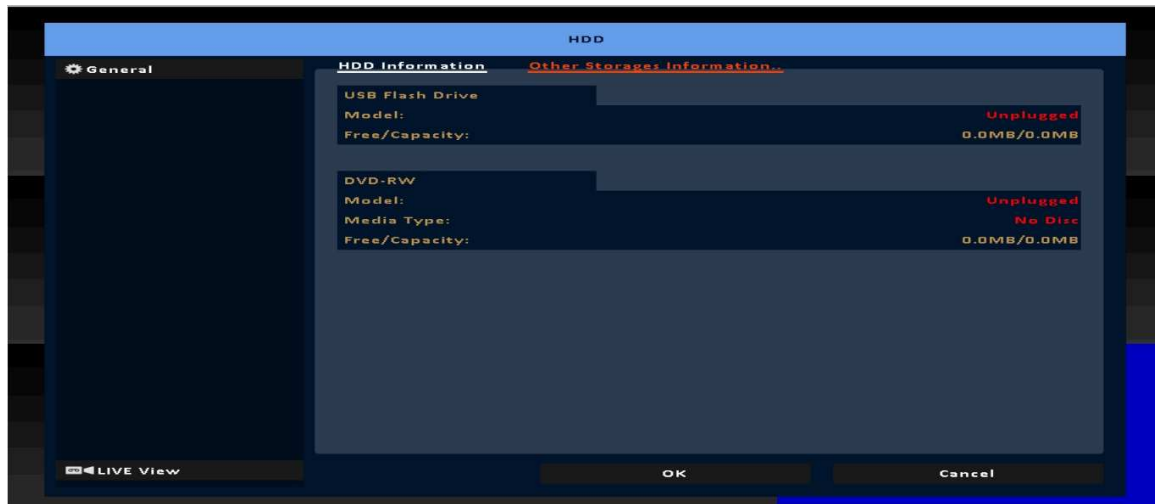 HDD
General
HDD Information Other Storages Information..
USB Flash Drive
Model: Unplugged
Free/Capacity: 0.0MB/0.0MB
DVD-RW
Model: Unplugged
Media Type: No Disc
Free/Capacity: 0.0MB/0.0MB
LIVE View OK Cancel